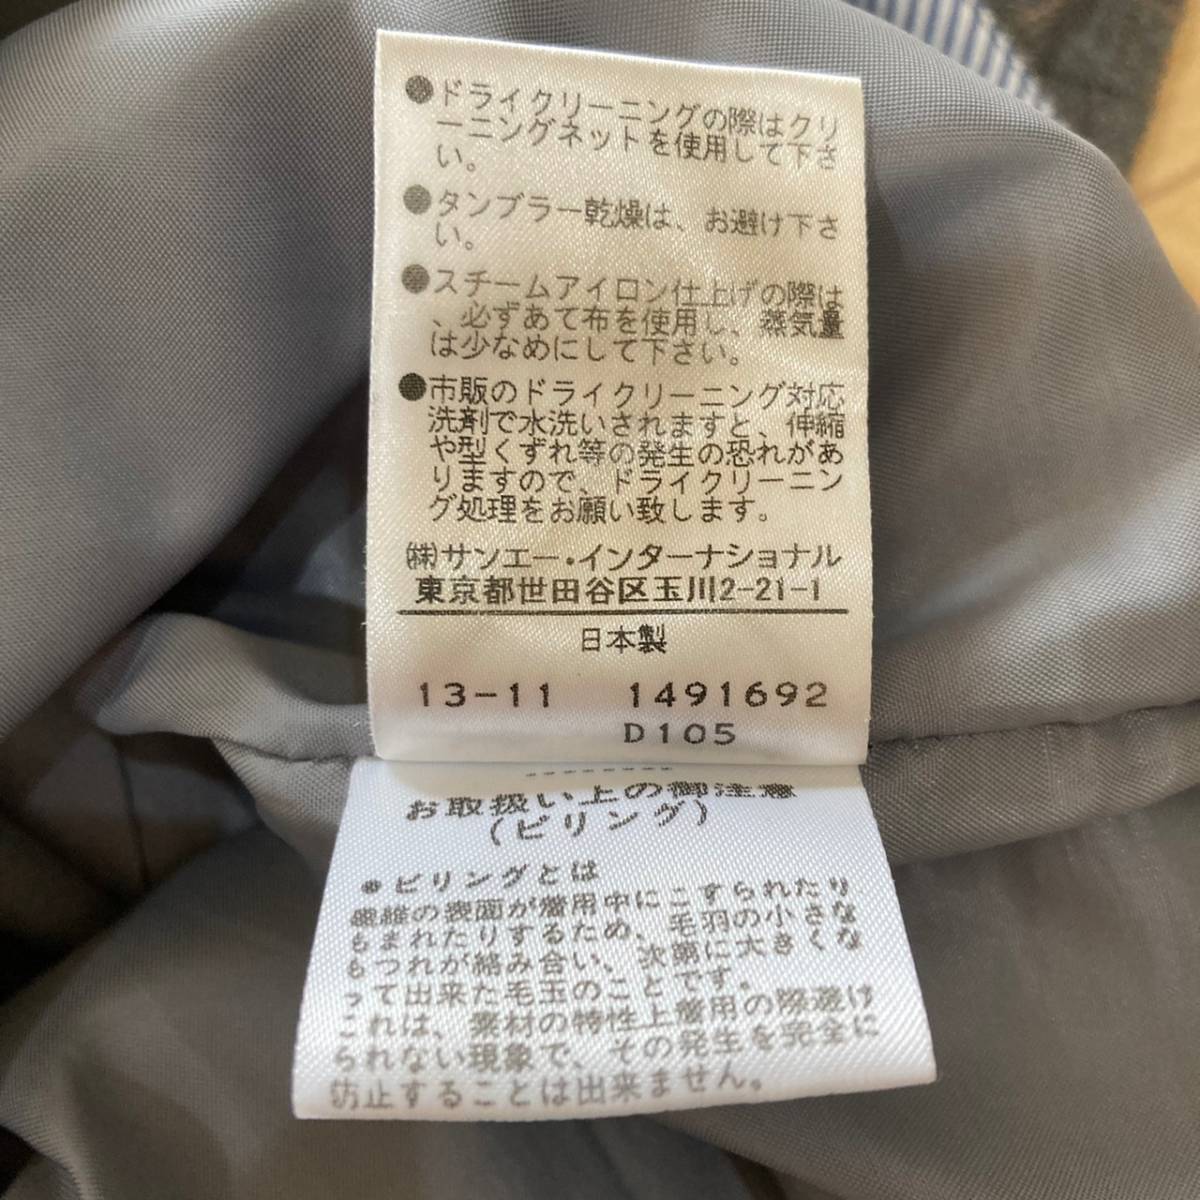 ●ドライクリーニングの際はクリ
ーニングネットを使用して下さ
い。
●タンブラー乾燥は、お避け下さ
い。
●スチームアイロン仕上げの際は
、必ずあて布を使用し、蒸気量
は少なめにして下さい。
●市販のドライクリーニング対応
洗剤で水洗いされますと、伸縮
や型くずれ等の発生の恐れがあ
りますので、ドライクリーニン
グ処理をお願い致します。
㈱サンエー・インターナショナル
東京都世田谷区玉川2-21-1
日本製
13-11 1491692
D105
お取扱い上の御注意
(ピリング)
●ピリングとは
繊維の表面が着用中にこすられたり
もまれたりするため、毛羽の小さな
もつれが絡み合い、次第に大きくな
って出来た毛玉のことです。
これは、素材の特性上着用の際避け
られない現象で、その発生を完全に
防止することは出来ません。